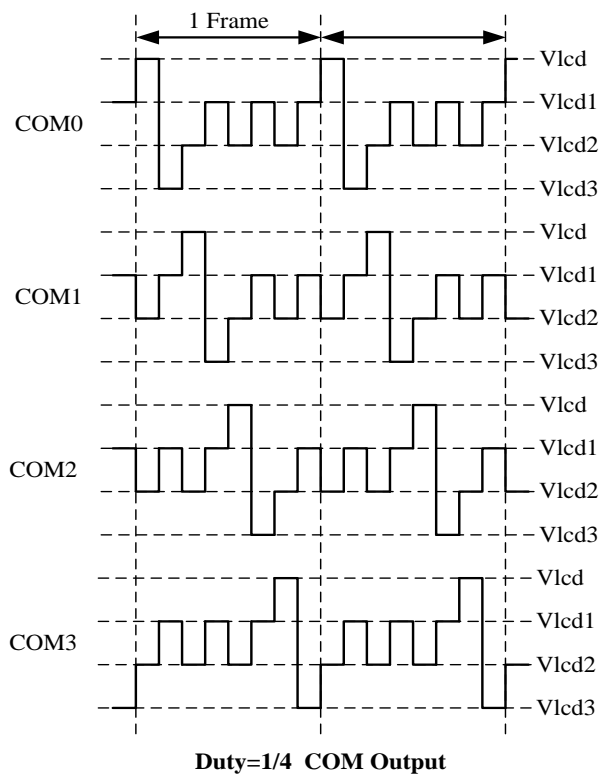 1 Frame
Vlcd
Vlcd1
COM0
Vlcd2
Vlcd3
Vlcd
Vlcd1
COM1
Vlcd2
Vlcd3
Vlcd
Vlcd1
COM2
Vlcd2
Vlcd3
Vlcd
Vlcd1
COM3
Vlcd2
Vlcd3
Duty=1/4 COM Output